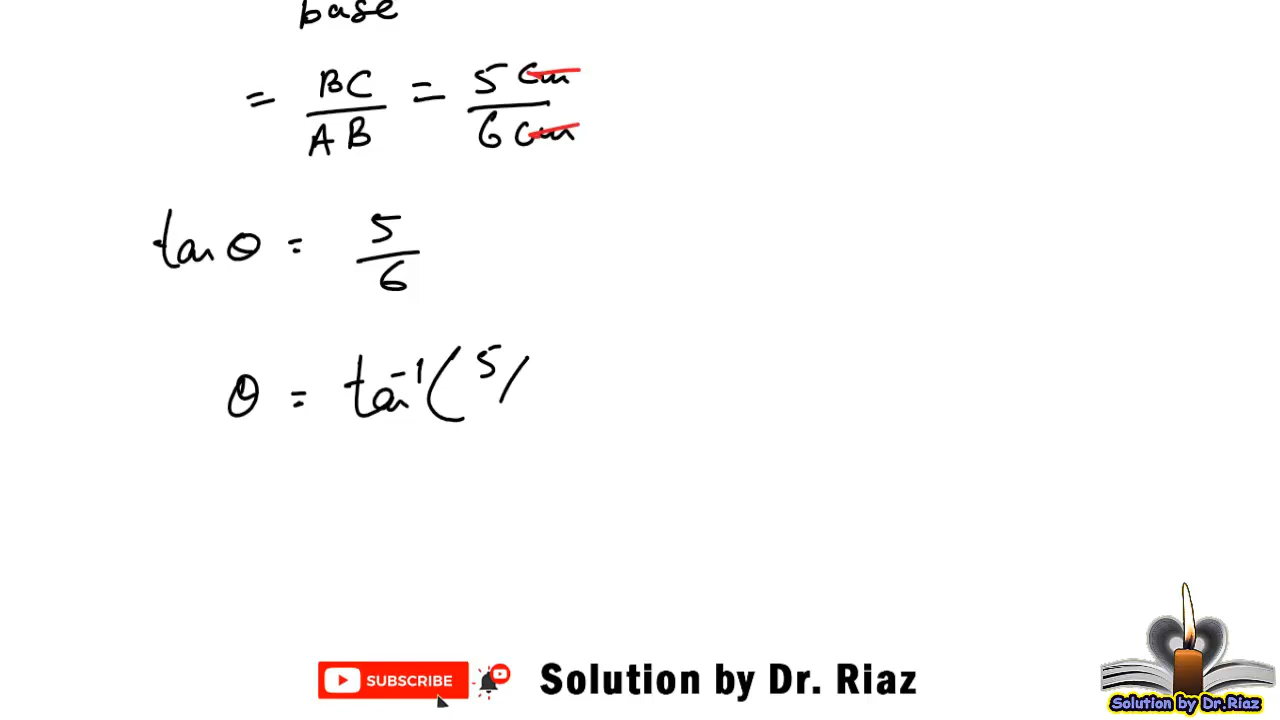 base
= BC/AB = 5 cm/6 cm
tan θ = 5/6
θ = tan⁻¹( 5/
SUBSCRIBE
Solution by Dr. Riaz
Solution by Dr.Riaz